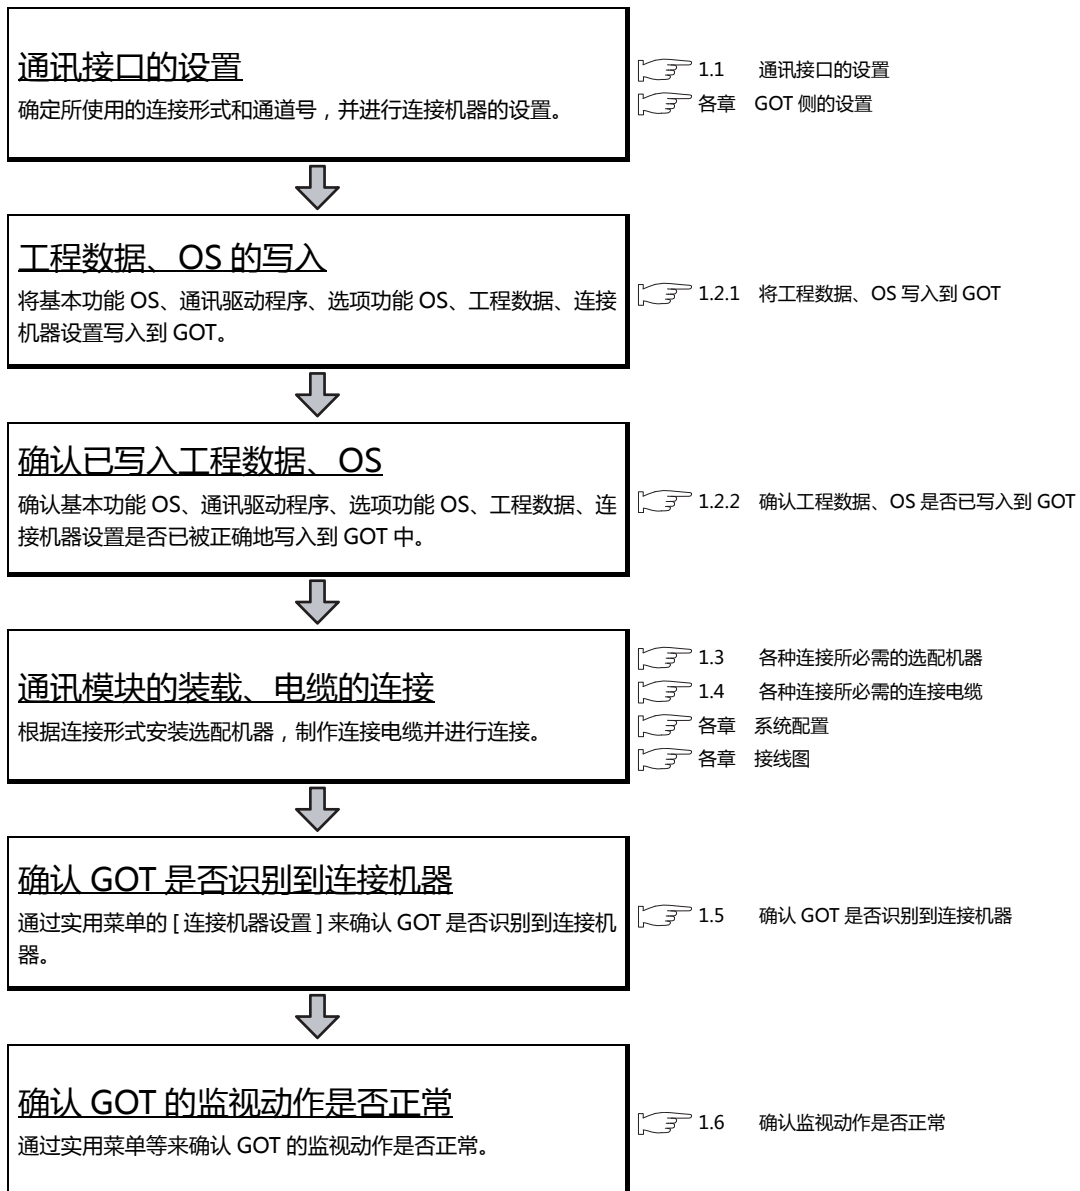 通讯接口的设置
确定所使用的连接形式和通道号，并进行连接机器的设置。
1.1 通讯接口的设置
各章 GOT 侧的设置
工程数据、OS 的写入
将基本功能 OS、通讯驱动程序、选项功能 OS、工程数据、连接
机器设置写入到 GOT。
1.2.1 将工程数据、OS 写入到 GOT
确认已写入工程数据、OS
确认基本功能 OS、通讯驱动程序、选项功能 OS、工程数据、连
接机器设置是否已被正确地写入到 GOT 中。
1.2.2 确认工程数据、OS 是否已写入到 GOT
通讯模块的装载、电缆的连接
根据连接形式安装选配机器，制作连接电缆并进行连接。
1.3 各种连接所必需的选配机器
1.4 各种连接所必需的连接电缆
各章 系统配置
各章 接线图
确认 GOT 是否识别到连接机器
通过实用菜单的 [ 连接机器设置 ] 来确认 GOT 是否识别到连接机
器。
1.5 确认 GOT 是否识别到连接机器
确认 GOT 的监视动作是否正常
通过实用菜单等来确认 GOT 的监视动作是否正常。
1.6 确认监视动作是否正常